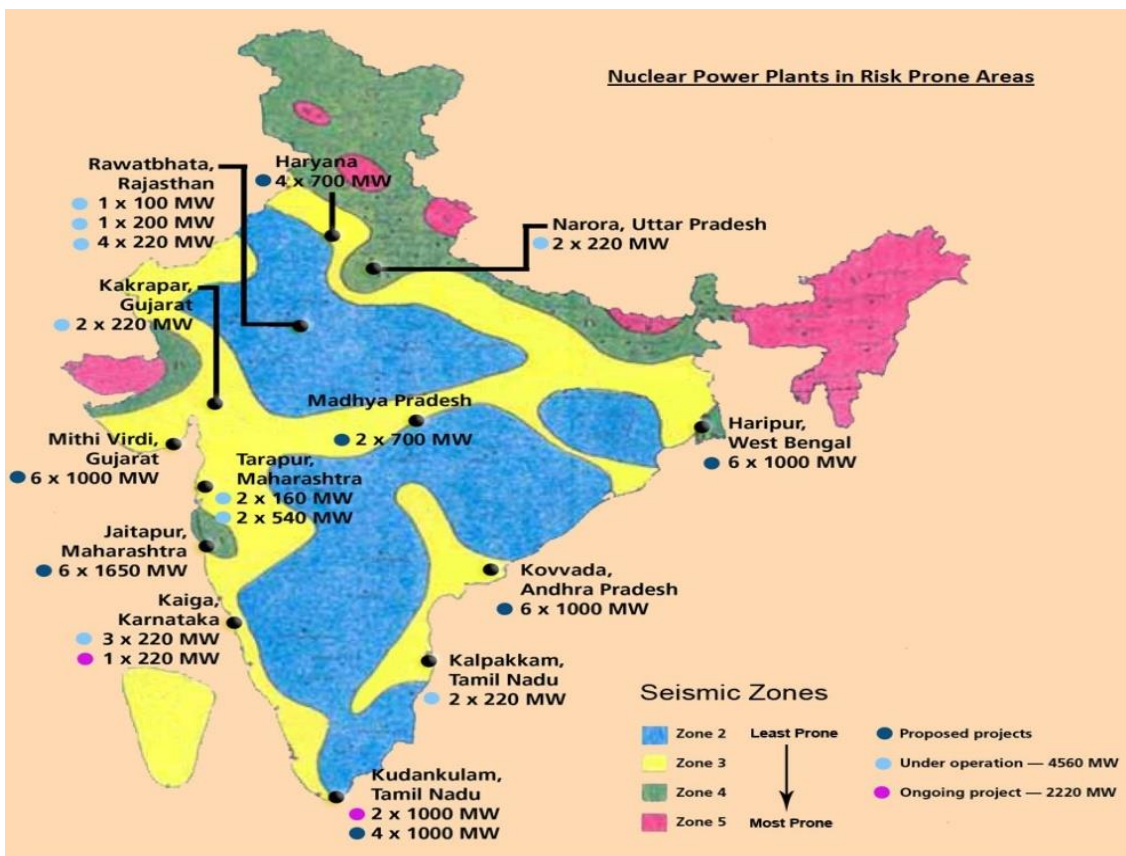 Nuclear Power Plants in Risk Prone Areas
Rawatbhata,
Rajasthan
1 x 100 MW
1 x 200 MW
4 x 220 MW
Haryana
4 x 700 MW
Narora, Uttar Pradesh
2 x 220 MW
Kakrapar,
Gujarat
2 x 220 MW
Madhya Pradesh
2 x 700 MW
Haripur,
West Bengal
6 x 1000 MW
Mithi Virdi,
Gujarat
6 x 1000 MW
Tarapur,
Maharashtra
2 x 160 MW
2 x 540 MW
Jaitapur,
Maharashtra
6 x 1650 MW
Kovvada,
Andhra Pradesh
6 x 1000 MW
Kaiga,
Karnataka
3 x 220 MW
1 x 220 MW
Kalpakkam,
Tamil Nadu
2 x 220 MW
Kudankulam,
Tamil Nadu
2 x 1000 MW
4 x 1000 MW
Seismic Zones
Zone 2 Least Prone
Zone 3
Zone 4
Zone 5 Most Prone
Proposed projects
Under operation — 4560 MW
Ongoing project — 2220 MW